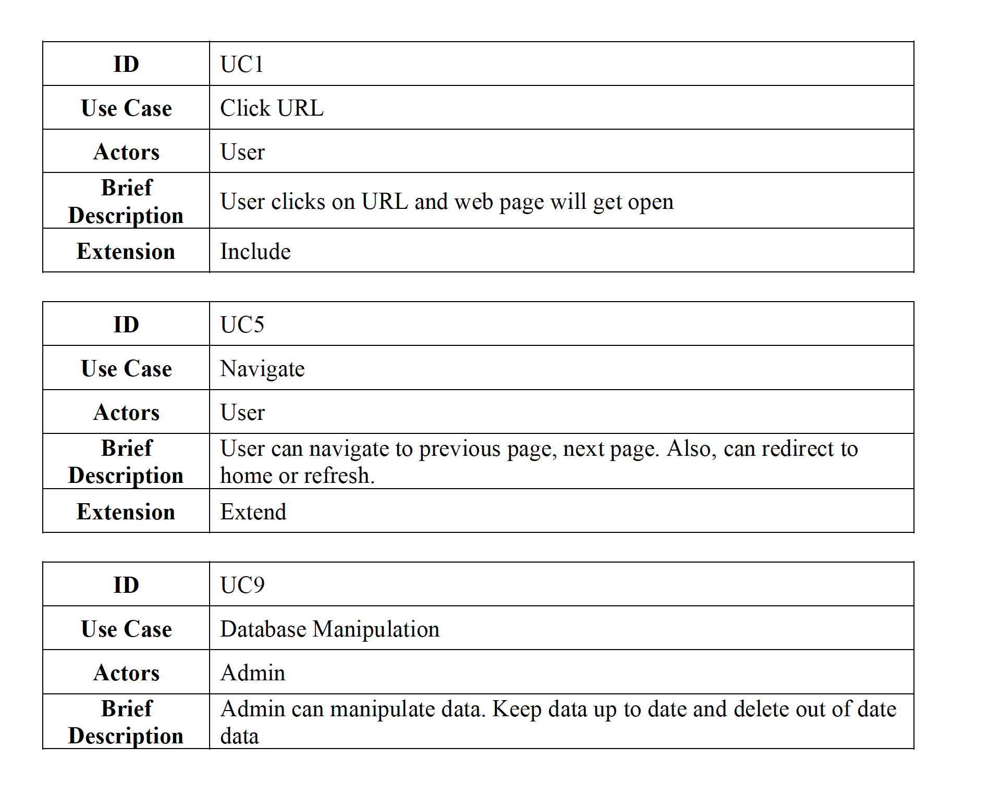 ID UC1
Use Case Click URL
Actors User
Brief
Description
User clicks on URL and web page will get open
Extension Include
ID UC5
Use Case Navigate
Actors User
Brief
Description
User can navigate to previous page, next page. Also, can redirect to
home or refresh.
Extension Extend
ID UC9
Use Case Database Manipulation
Actors Admin
Brief
Description
Admin can manipulate data. Keep data up to date and delete out of date
data